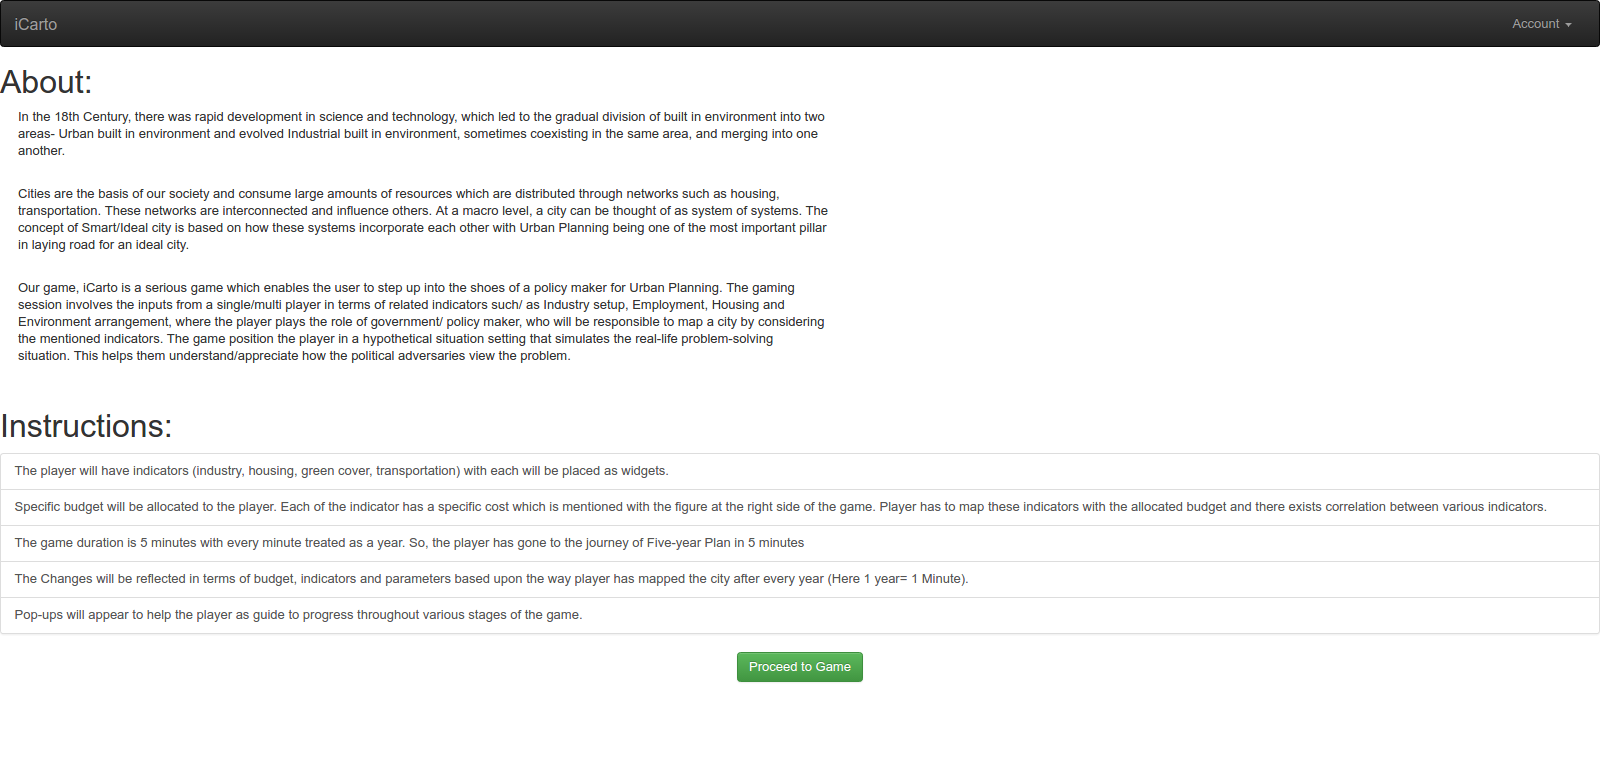 iCarto
Account
About:
In the 18th Century, there was rapid development in science and technology, which led to the gradual division of built in environment into two
areas- Urban built in environment and evolved Industrial built in environment, sometimes coexisting in the same area, and merging into one
another.
Cities are the basis of our society and consume large amounts of resources which are distributed through networks such as housing,
transportation. These networks are interconnected and influence others. At a macro level, a city can be thought of as system of systems. The
concept of Smart/Ideal city is based on how these systems incorporate each other with Urban Planning being one of the most important pillar
in laying road for an ideal city.
Our game, iCarto is a serious game which enables the user to step up into the shoes of a policy maker for Urban Planning. The gaming
session involves the inputs from a single/multi player in terms of related indicators such/ as Industry setup, Employment, Housing and
Environment arrangement, where the player plays the role of government/ policy maker, who will be responsible to map a city by considering
the mentioned indicators. The game position the player in a hypothetical situation setting that simulates the real-life problem-solving
situation. This helps them understand/appreciate how the political adversaries view the problem.
Instructions:
The player will have indicators (industry, housing, green cover, transportation) with each will be placed as widgets.
Specific budget will be allocated to the player. Each of the indicator has a specific cost which is mentioned with the figure at the right side of the game. Player has to map these indicators with the allocated budget and there exists correlation between various indicators.
The game duration is 5 minutes with every minute treated as a year. So, the player has gone to the journey of Five-year Plan in 5 minutes
The Changes will be reflected in terms of budget, indicators and parameters based upon the way player has mapped the city after every year (Here 1 year= 1 Minute).
Pop-ups will appear to help the player as guide to progress throughout various stages of the game.
Proceed to Game